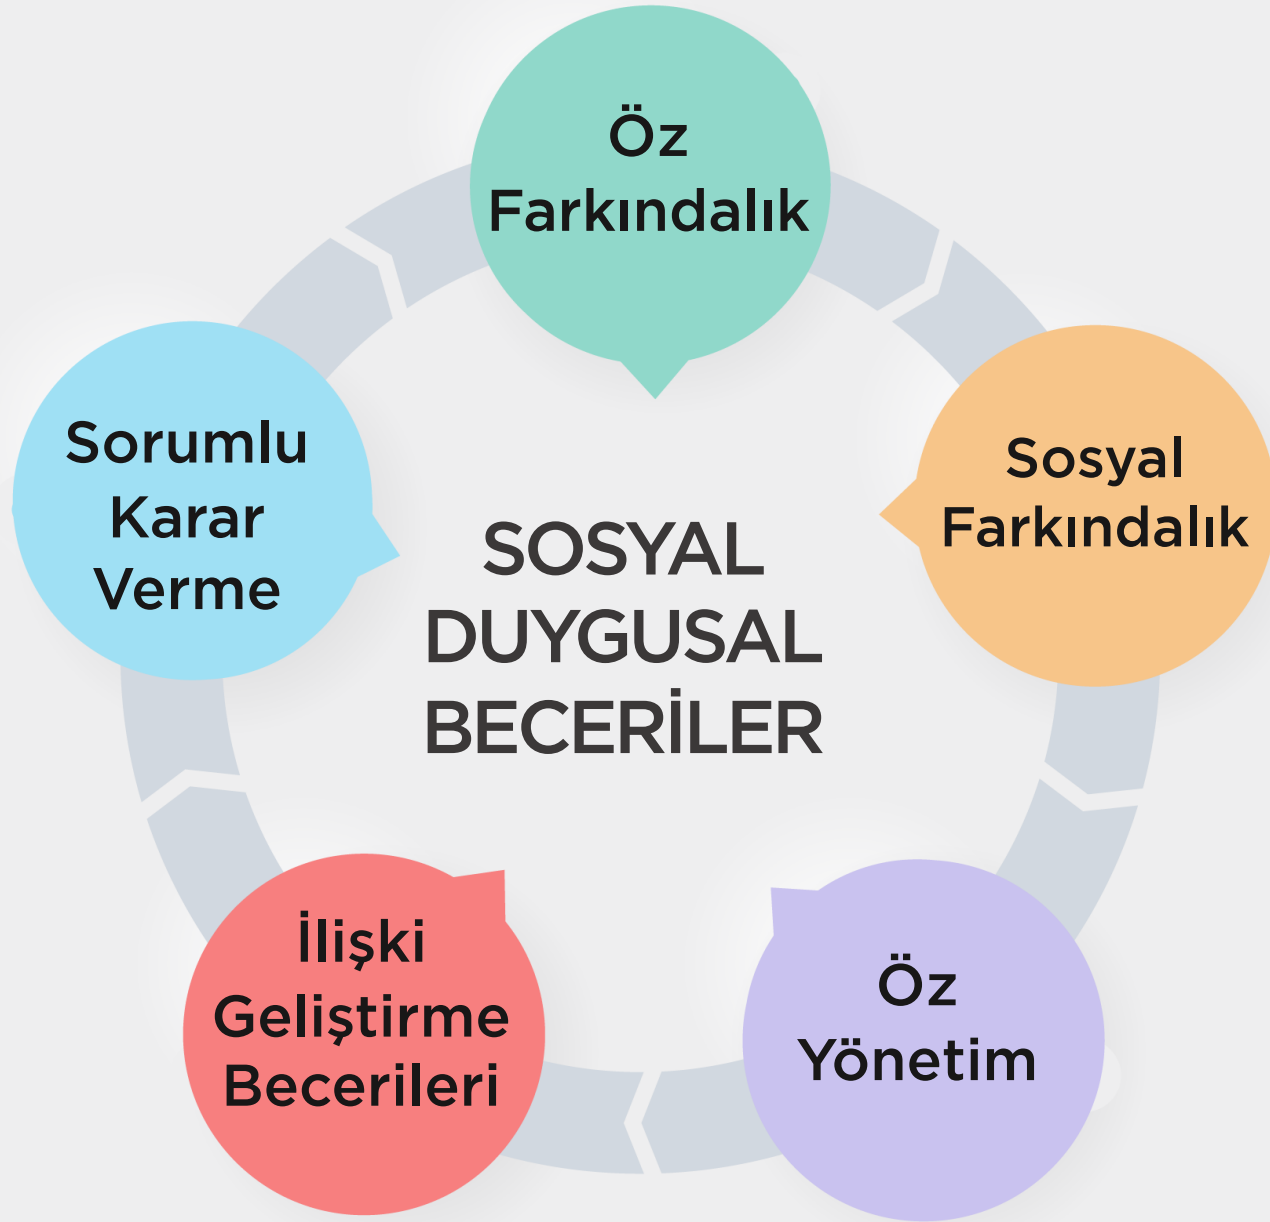 Öz
Farkındalık
Sosyal
Farkındalık
Öz
Yönetim
İlişki
Geliştirme
Becerileri
Sorumlu
Karar
Verme
SOSYAL
DUYGUSAL
BECERİLER